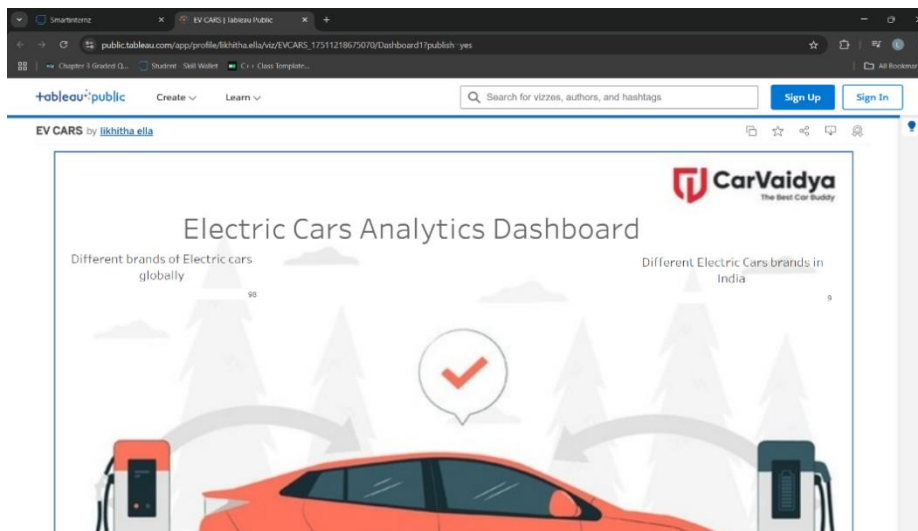 Smartinternz
EV CARS | Tableau Public
public.tableau.com/app/profile/likhitha.ella/viz/EVCARS_17511218675070/Dashboard1?publish=yes
Chapter 3 Graded Q...
Student - Skill Wallet
C++ Class Template...
All Bookmar
+ableau public
Create
Learn
Search for vizzes, authors, and hashtags
Sign Up
Sign In
EV CARS by likhitha ella
CarVaidya
The Best Car Buddy
Electric Cars Analytics Dashboard
Different brands of Electric cars
globally
98
Different Electric Cars brands in
India
9